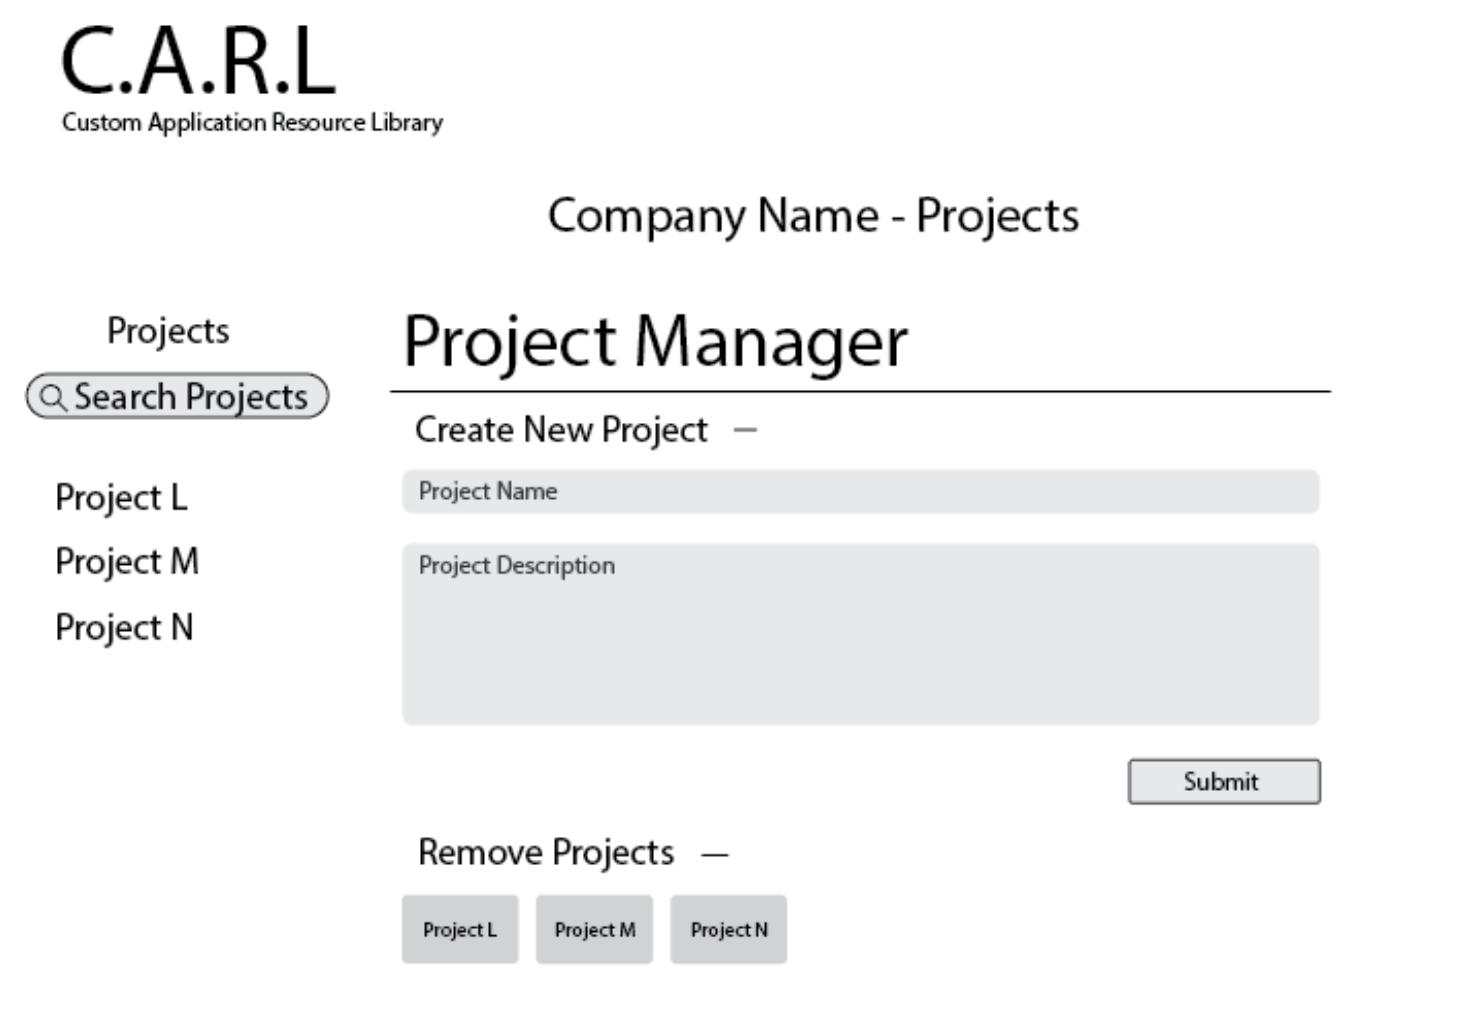 C.A.R.L
Custom Application Resource Library
Company Name - Projects
Projects
Search Projects
Project L
Project M
Project N
Project Manager
Create New Project —
Project Name
Project Description
Submit
Remove Projects —
Project L
Project M
Project N